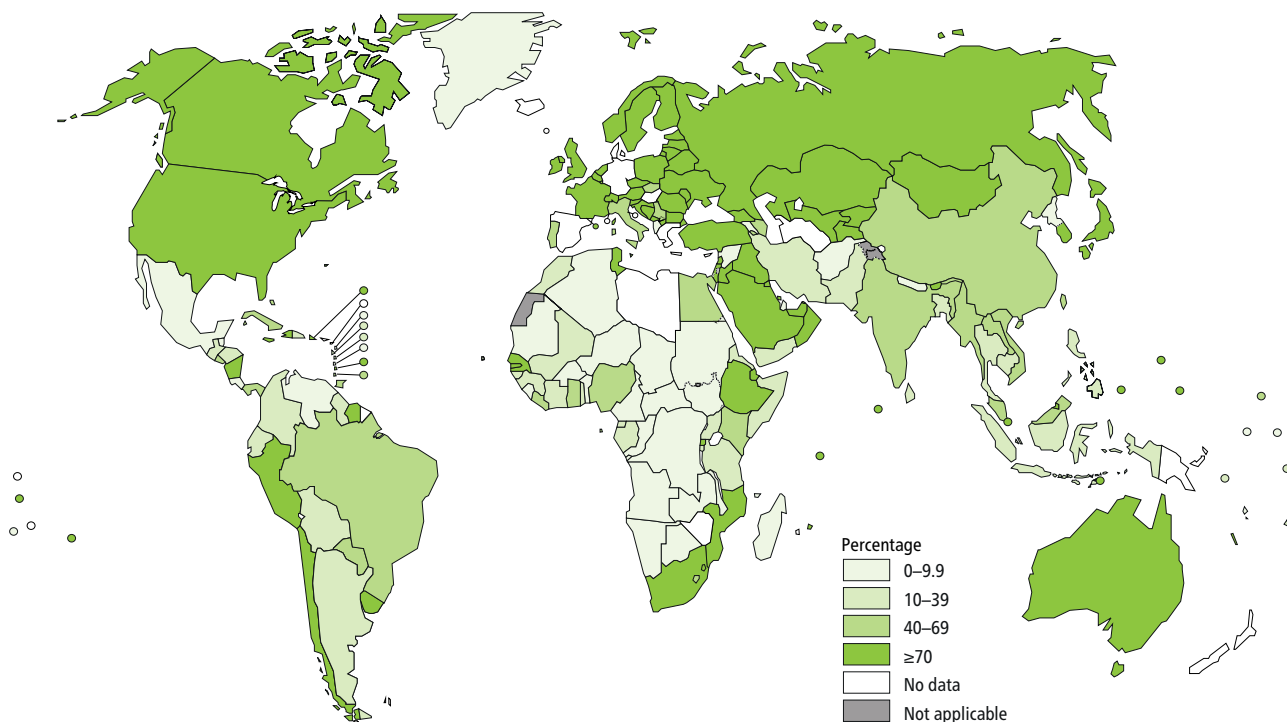 Percentage
0–9.9
10–39
40–69
≥70
No data
Not applicable